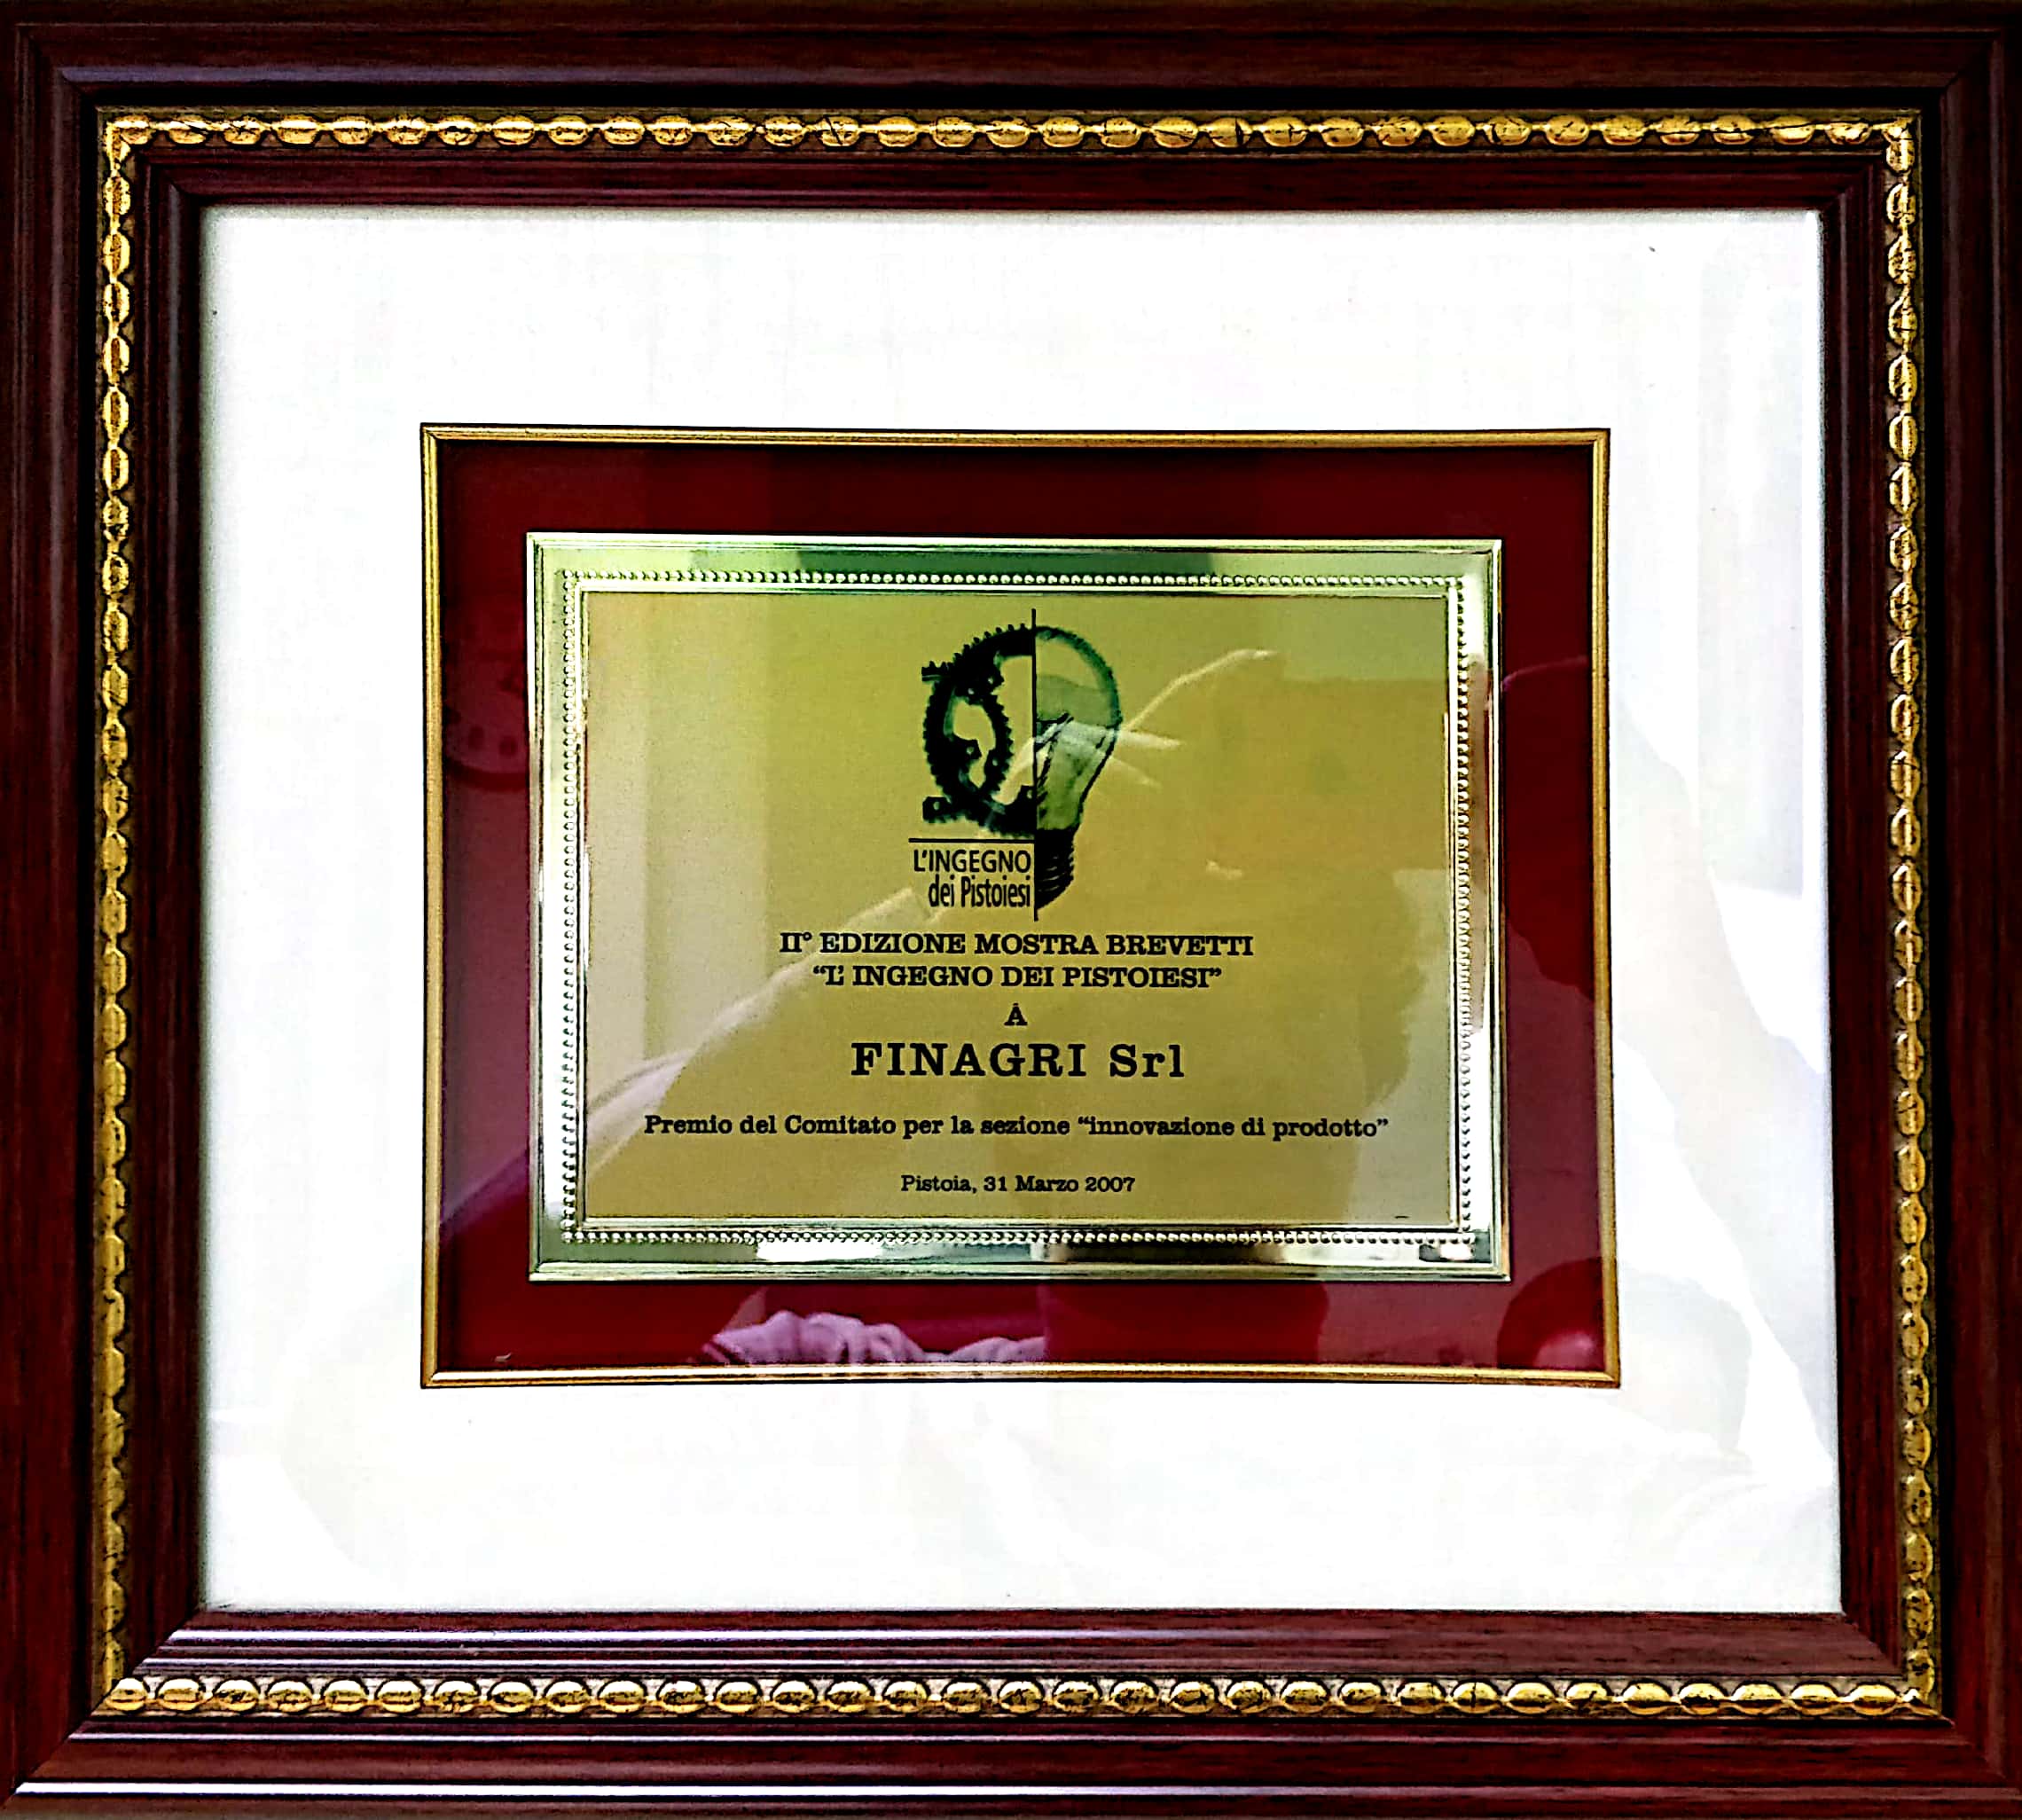 L'INGEGNO
dei Pistoiesi
II° EDIZIONE MOSTRA BREVETTI
“L' INGEGNO DEI PISTOIESI”
A
FINAGRI Srl
Premio del Comitato per la sezione “innovazione di prodotto”
Pistoia, 31 Marzo 2007